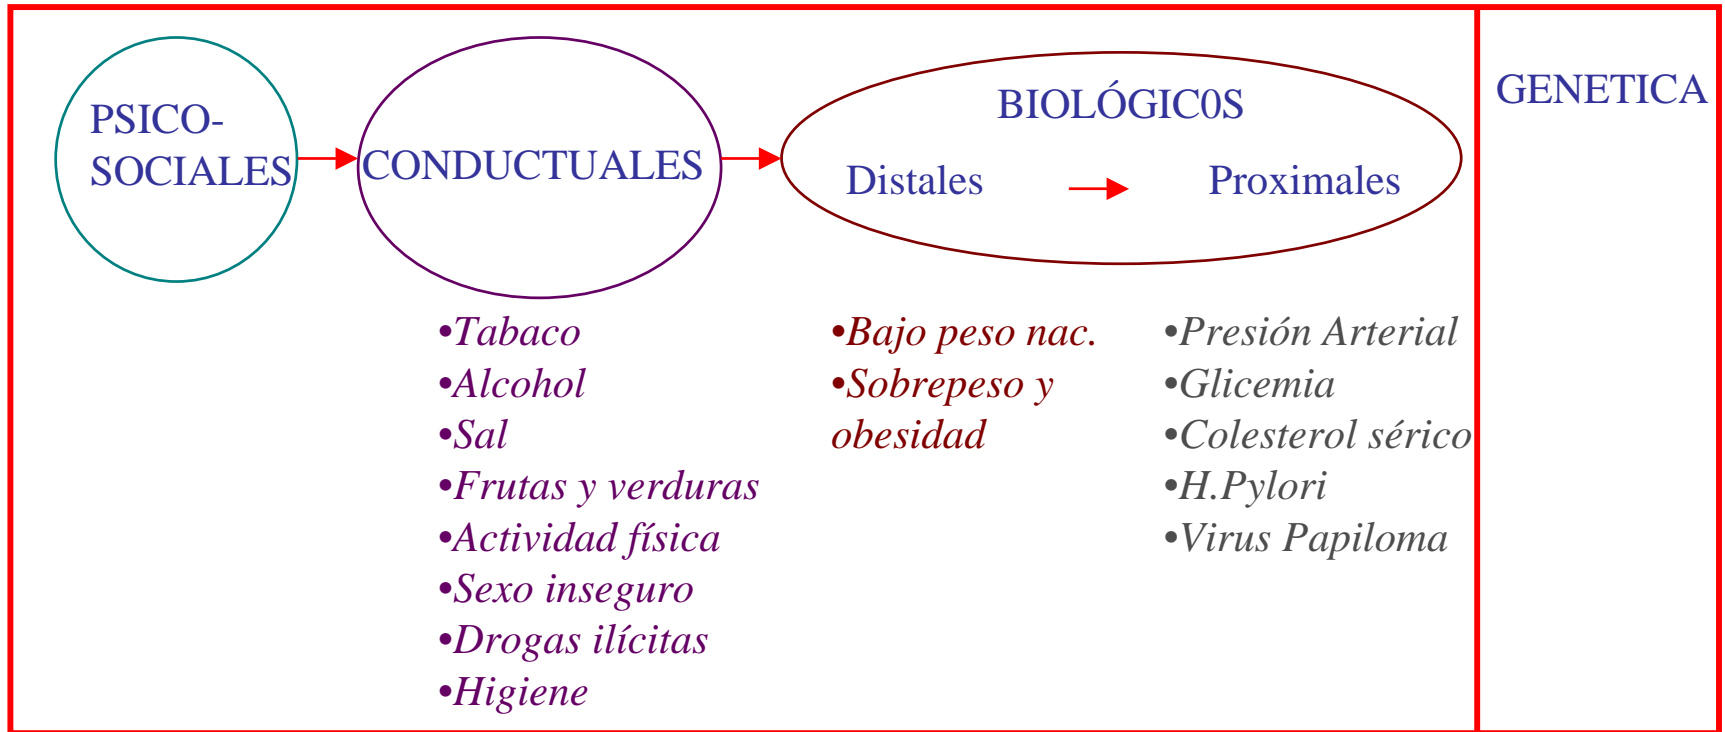 PSICO-
SOCIALES
CONDUCTUALES
BIOLÓGIC0S
Distales
Proximales
GENETICA
•Tabaco
•Alcohol
•Sal
•Frutas y verduras
•Actividad física
•Sexo inseguro
•Drogas ilícitas
•Higiene
•Bajo peso nac.
•Sobrepeso y
obesidad
•Presión Arterial
•Glicemia
•Colesterol sérico
•H.Pylori
•Virus Papiloma